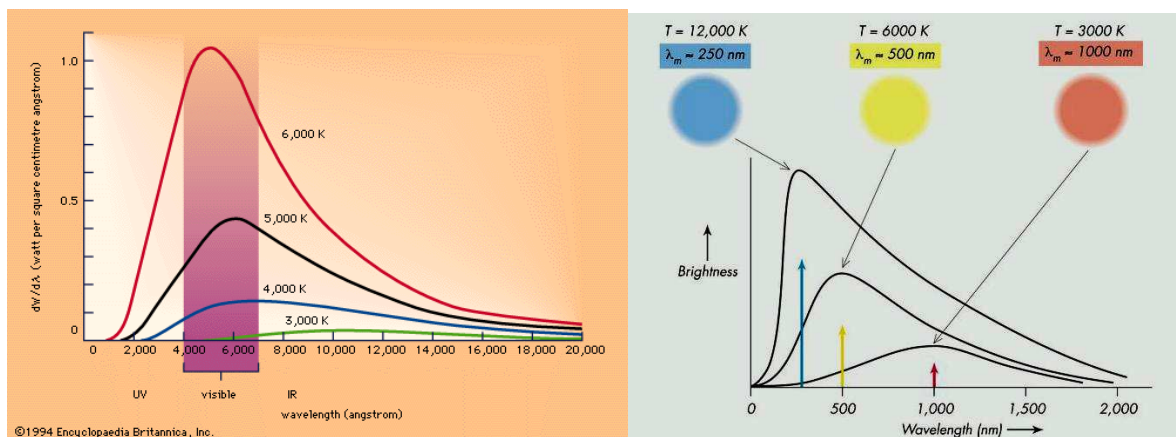 dW/dλ (watt per square centimetre angstrom)
1.0
0.5
0
6,000 K
5,000 K
4,000 K
3,000 K
0 2,000 4,000 6,000 8,000 10,000 12,000 14,000 16,000 18,000 20,000
UV visible IR
wavelength (angstrom)
©1994 Encyclopaedia Britannica, Inc.
T = 12,000 K
λm ≈ 250 nm
T = 6000 K
λm ≈ 500 nm
T = 3000 K
λm ≈ 1000 nm
Brightness
0 500 1,000 1,500 2,000
Wavelength (nm)